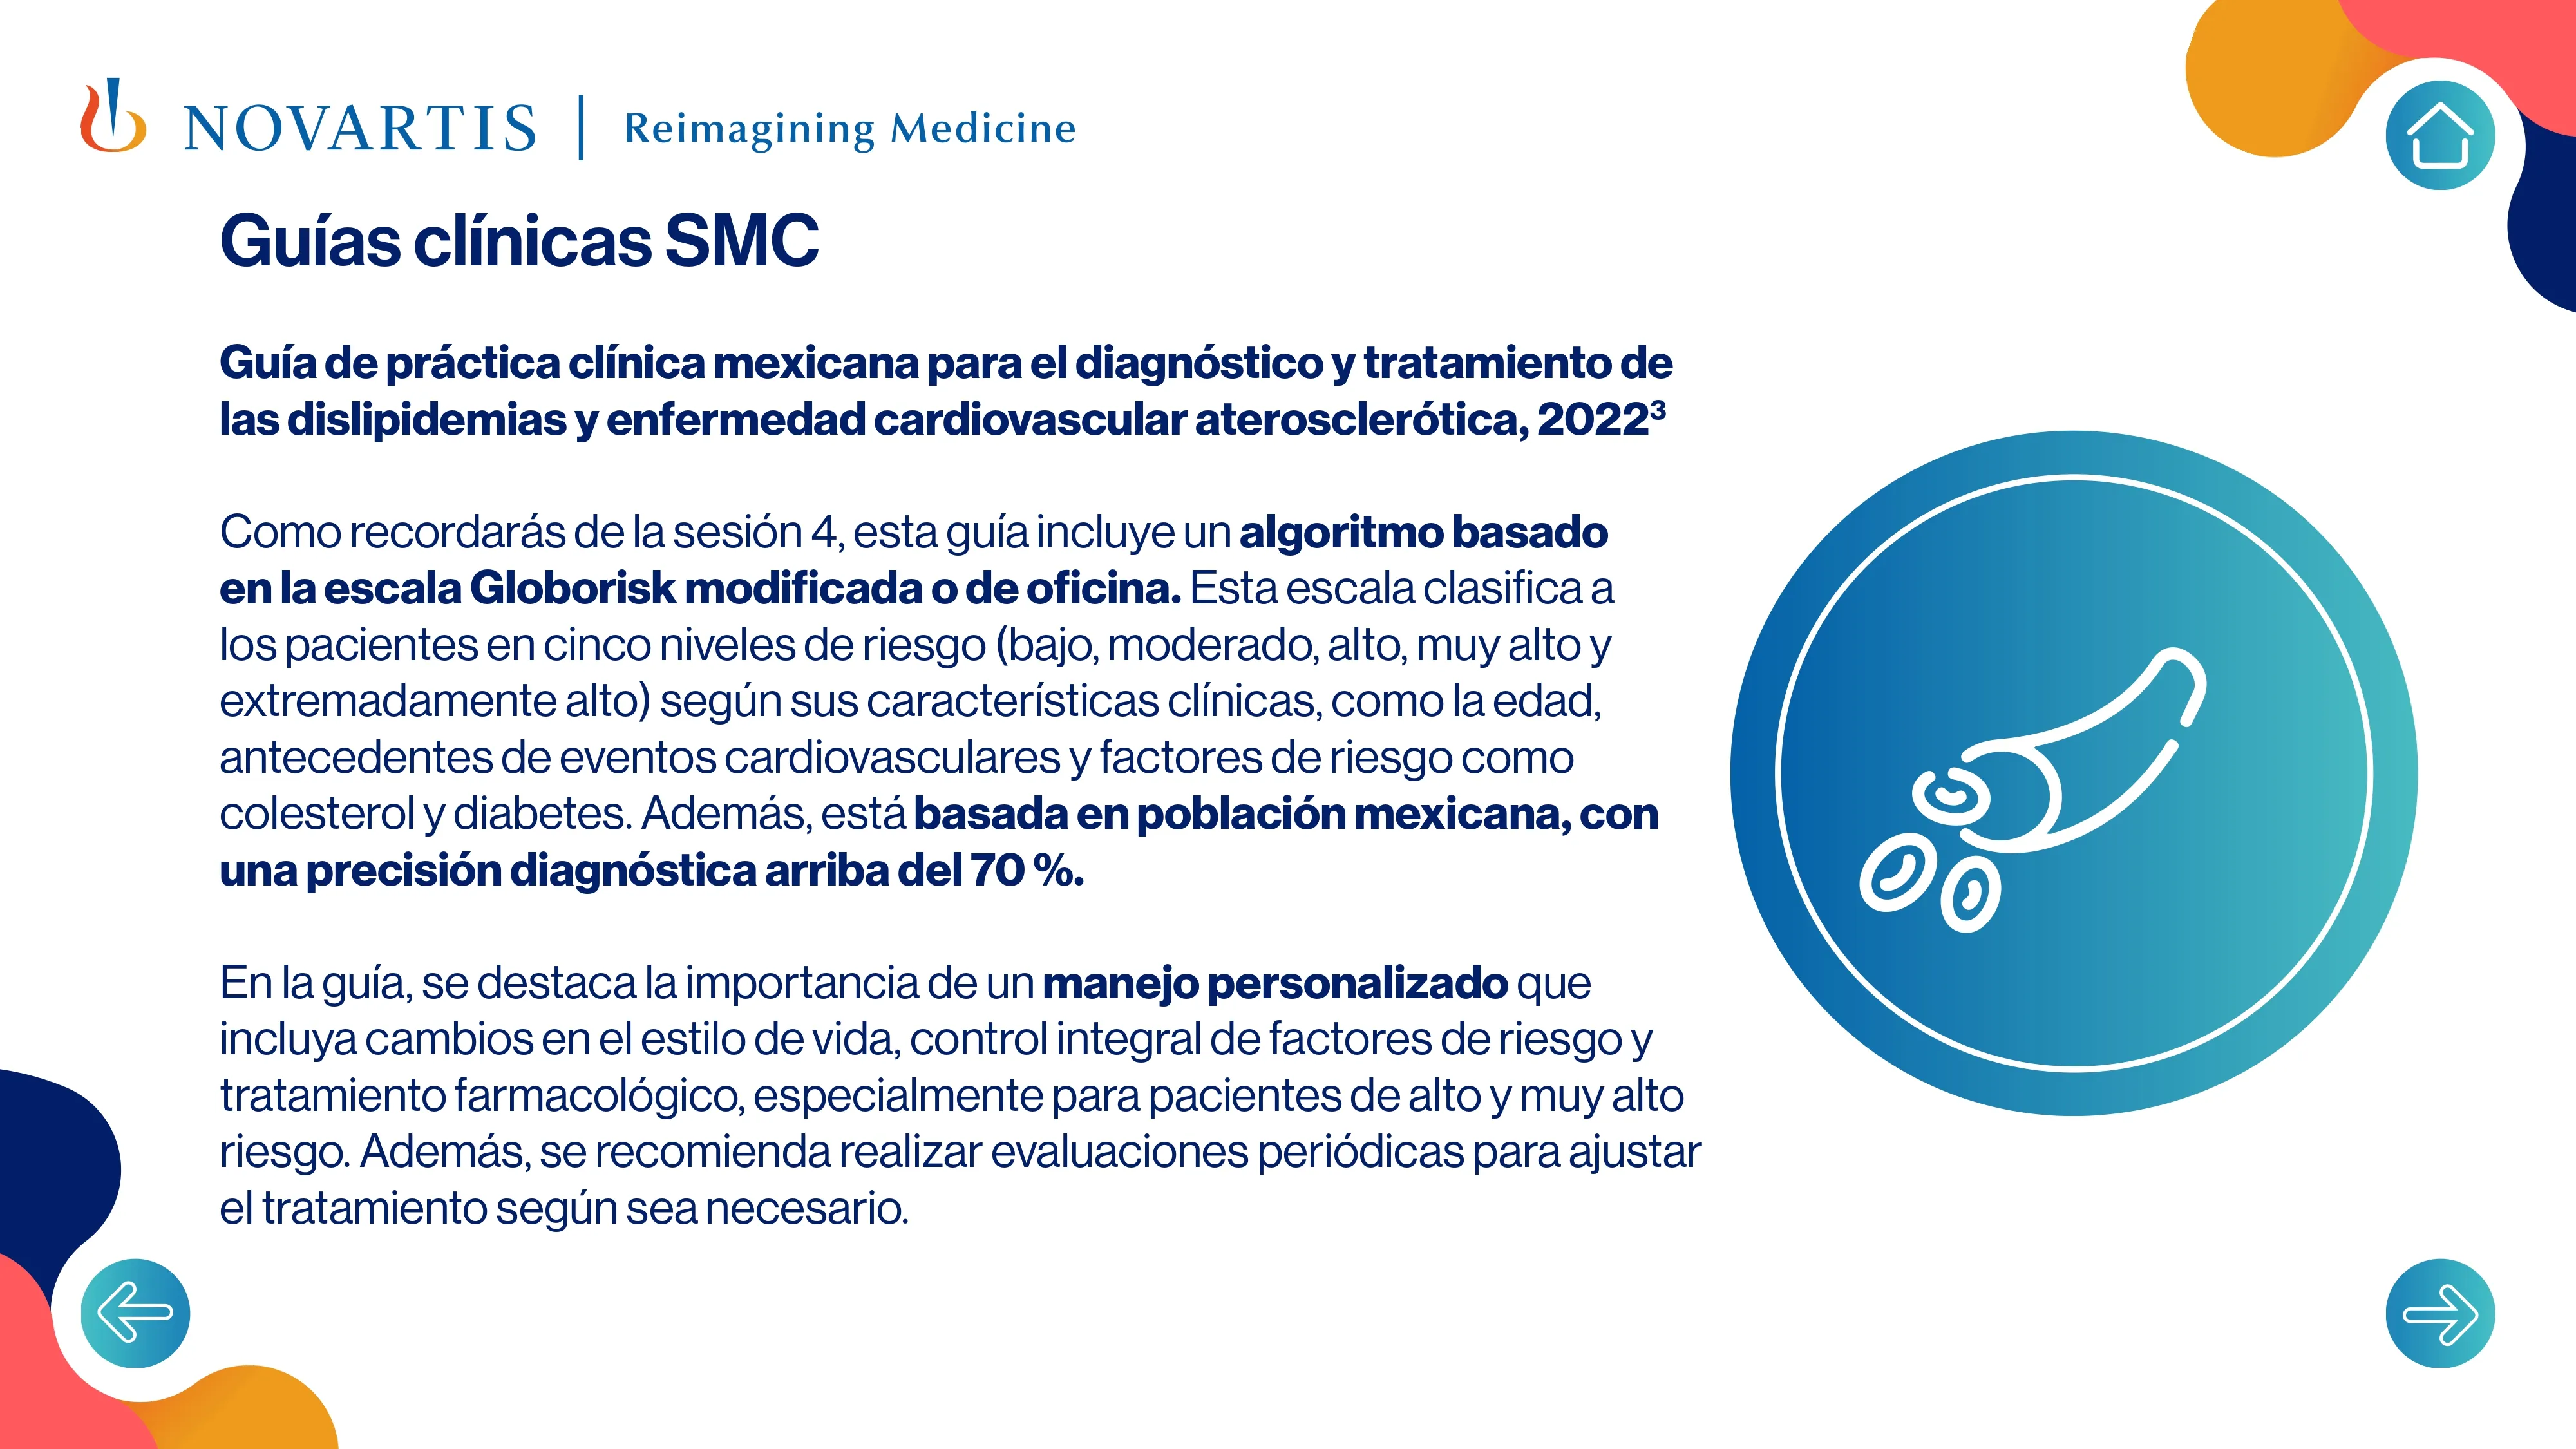 NOVARTIS | Reimagining Medicine
Guías clínicas SMC
Guía de práctica clínica mexicana para el diagnóstico y tratamiento de
las dislipidemias y enfermedad cardiovascular aterosclerótica, 2022³
Como recordarás de la sesión 4, esta guía incluye un algoritmo basado
en la escala Globorisk modificada o de oficina. Esta escala clasifica a
los pacientes en cinco niveles de riesgo (bajo, moderado, alto, muy alto y
extremadamente alto) según sus características clínicas, como la edad,
antecedentes de eventos cardiovasculares y factores de riesgo como
colesterol y diabetes. Además, está basada en población mexicana, con
una precisión diagnóstica arriba del 70 %.
En la guía, se destaca la importancia de un manejo personalizado que
incluya cambios en el estilo de vida, control integral de factores de riesgo y
tratamiento farmacológico, especialmente para pacientes de alto y muy alto
riesgo. Además, se recomienda realizar evaluaciones periódicas para ajustar
el tratamiento según sea necesario.